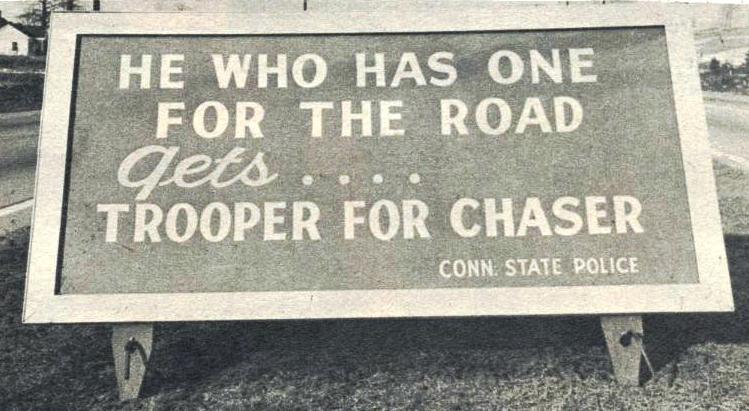 HE WHO HAS ONE
FOR THE ROAD
gets....
TROOPER FOR CHASER
CONN. STATE POLICE